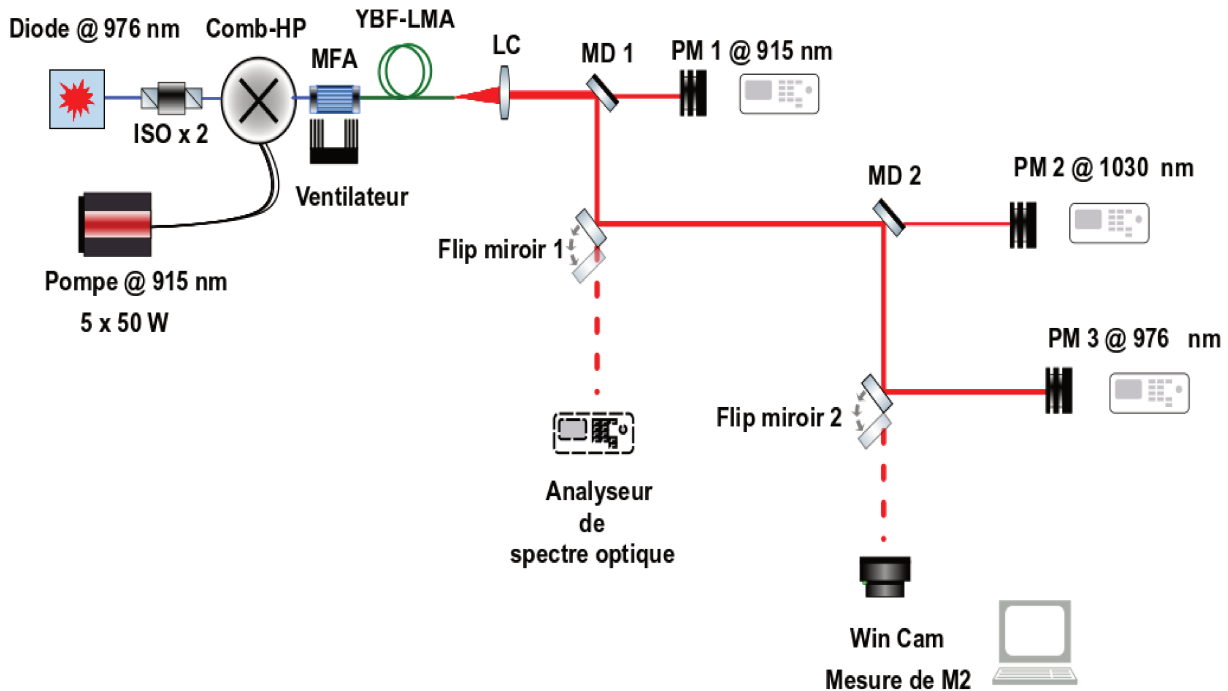 Diode @ 976 nm
Comb-HP
YBF-LMA
MFA
LC
MD 1
PM 1 @ 915 nm
ISO x 2
Ventilateur
Pompe @ 915 nm
5 x 50 W
Flip miroir 1
MD 2
PM 2 @ 1030 nm
PM 3 @ 976 nm
Flip miroir 2
Analyseur
de
spectre optique
Win Cam
Mesure de M2